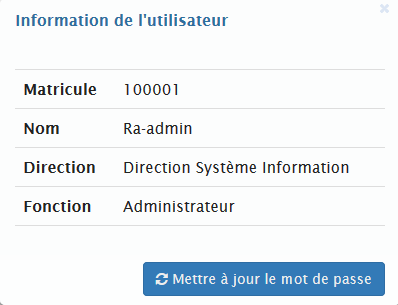 Information de l'utilisateur
Matricule 100001
Nom Ra-admin
Direction Direction Système Information
Fonction Administrateur
Mettre à jour le mot de passe